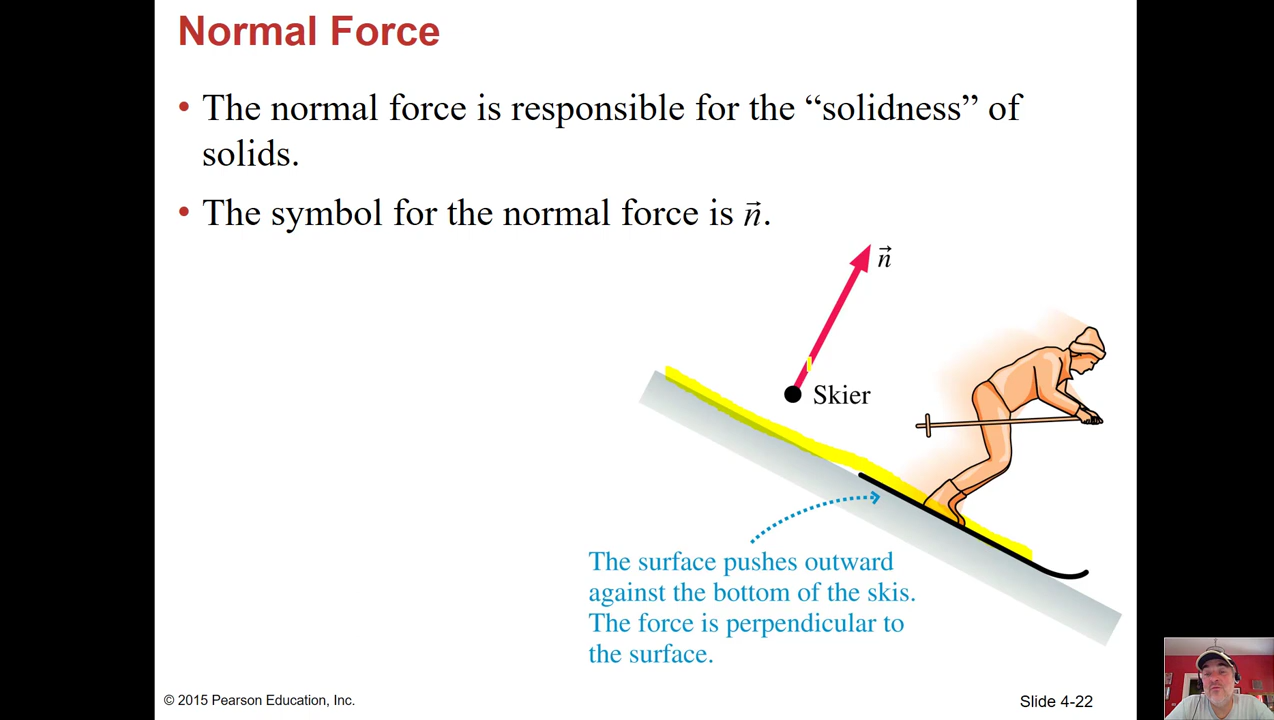 Normal Force
• The normal force is responsible for the “solidness” of
solids.
• The symbol for the normal force is n⃗.
n⃗
Skier
The surface pushes outward
against the bottom of the skis.
The force is perpendicular to
the surface.
© 2015 Pearson Education, Inc.
Slide 4-22